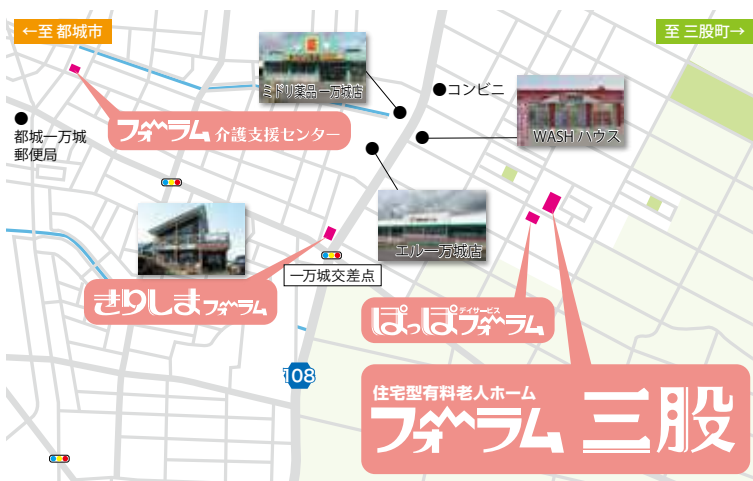 ←至 都城市
至 三股町→
ミドリ薬品一万城店
コンビニ
WASHハウス
都城一万城
郵便局
フォーラム 介護支援センター
エル一万城店
一万城交差点
きりしまフォーラム
デイサービス
ぽっぽフォーラム
108
住宅型有料老人ホーム
フォーラム 三股